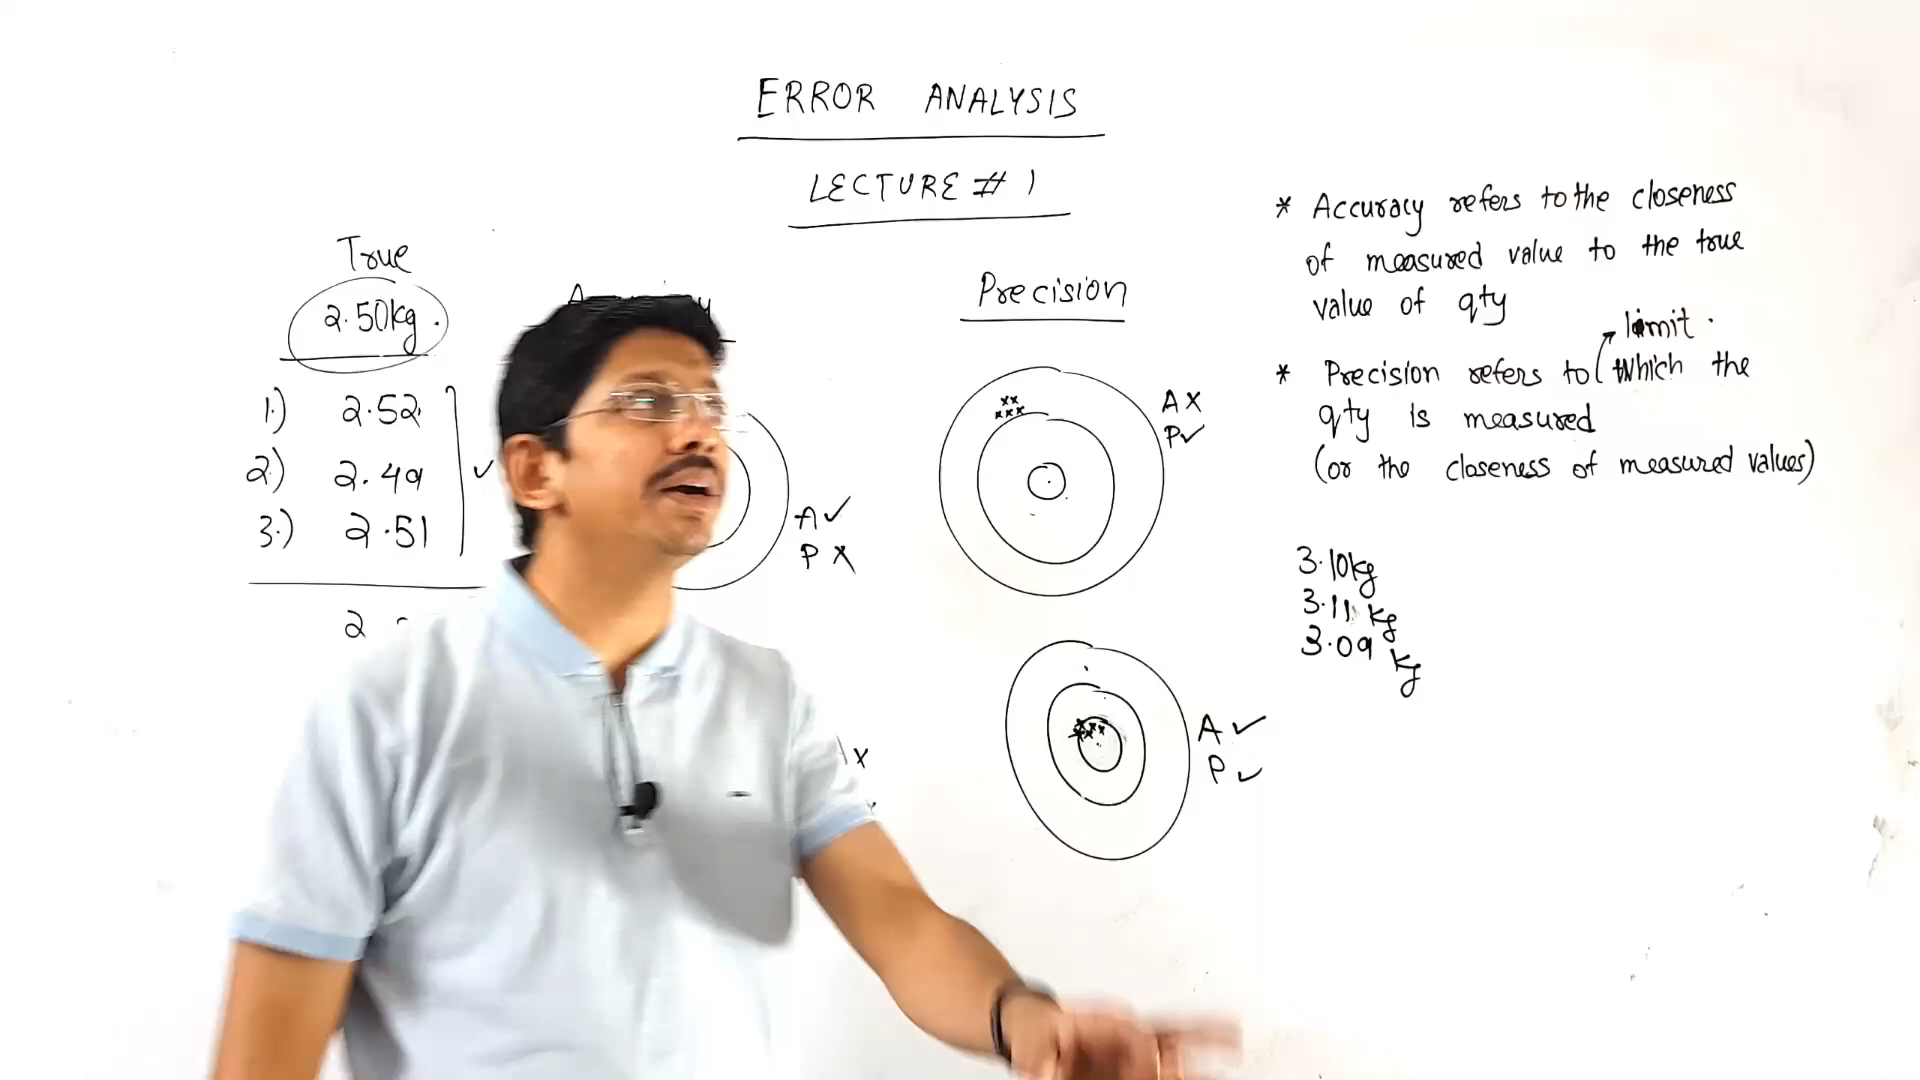 ERROR ANALYSIS
LECTURE # 1
True
2.50kg.
1.) 2.52
2.) 2.49
3.) 2.51
2
A ✓
P X
Precision
A X
P ✓
A ✓
P ✓
X
* Accuracy refers to the closeness
of measured value to the true
value of qty
limit.
* Precision refers to which the
qty is measured
(or the closeness of measured values)
3.10kg
3.11 kg
3.09 kg